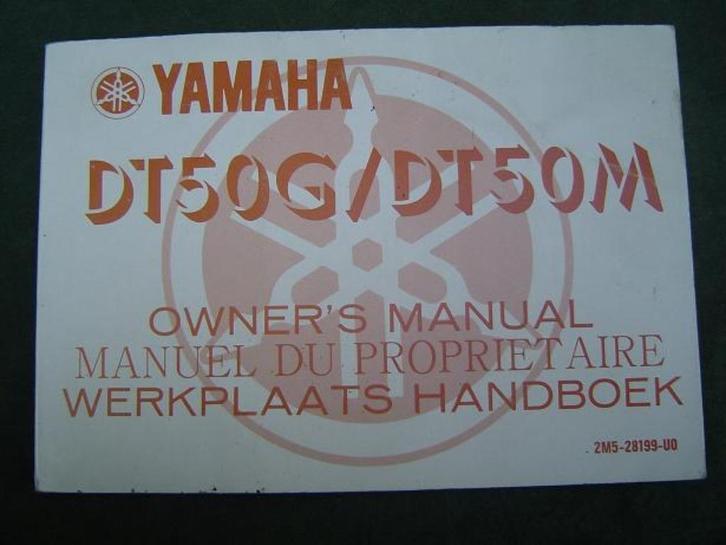 YAMAHA
DT50G/DT50M
OWNER'S MANUAL
MANUEL DU PROPRIETAIRE
WERKPLAATS HANDBOEK
2M5-28199-U0